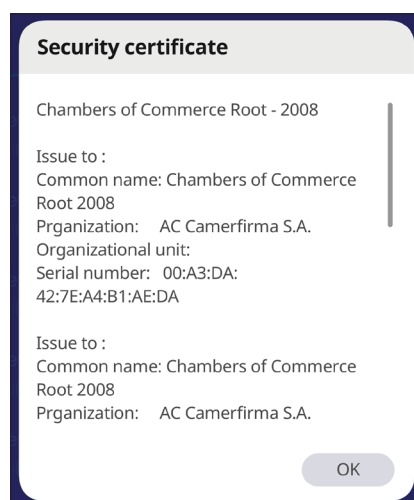 Security certificate
Chambers of Commerce Root - 2008
Issue to :
Common name: Chambers of Commerce
Root 2008
Prganization: AC Camerfirma S.A.
Organizational unit:
Serial number: 00:A3:DA:
42:7E:A4:B1:AE:DA
Issue to :
Common name: Chambers of Commerce
Root 2008
Prganization: AC Camerfirma S.A.
OK